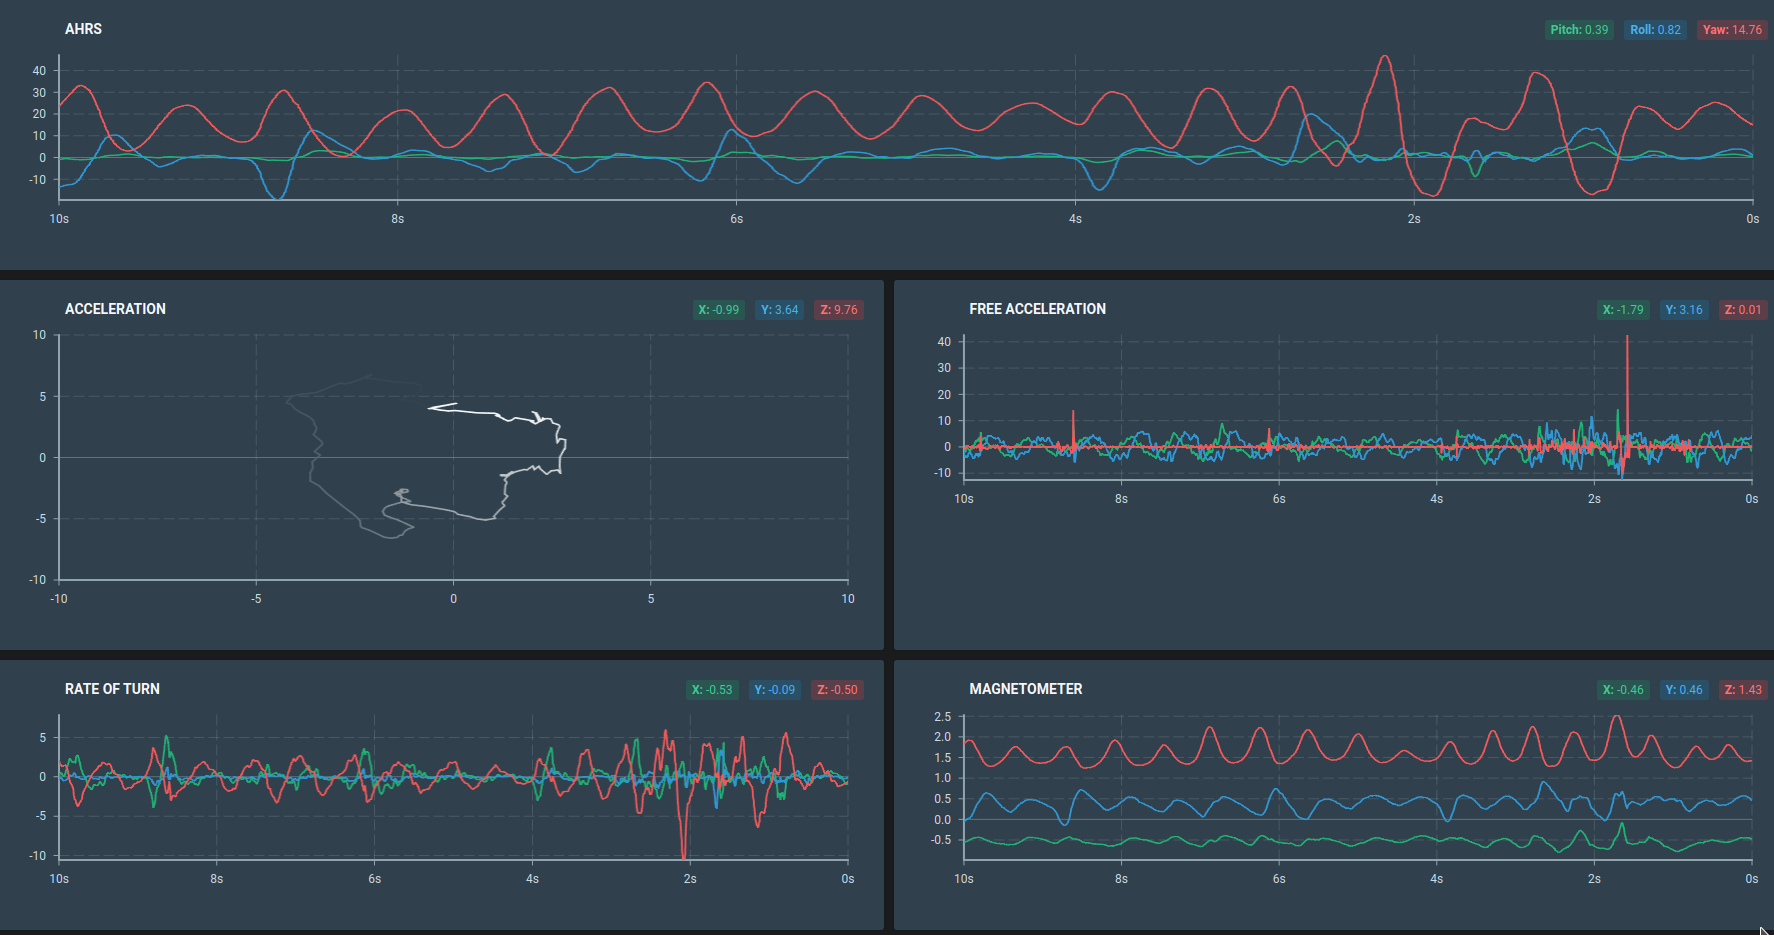 AHRS Pitch: 0.39 Roll: 0.82 Yaw: 14.76
40
30
20
10
0
-10
10s 8s 6s 4s 2s 0s
ACCELERATION X: -0.99 Y: 3.64 Z: 9.76
10
5
0
-5
-10
-10 -5 0 5 10
FREE ACCELERATION X: -1.79 Y: 3.16 Z: 0.01
40
30
20
10
0
-10
10s 8s 6s 4s 2s 0s
RATE OF TURN X: -0.53 Y: -0.09 Z: -0.50
5
0
-5
-10
10s 8s 6s 4s 2s 0s
MAGNETOMETER X: -0.46 Y: 0.46 Z: 1.43
2.5
2.0
1.5
1.0
0.5
0.0
-0.5
10s 8s 6s 4s 2s 0s